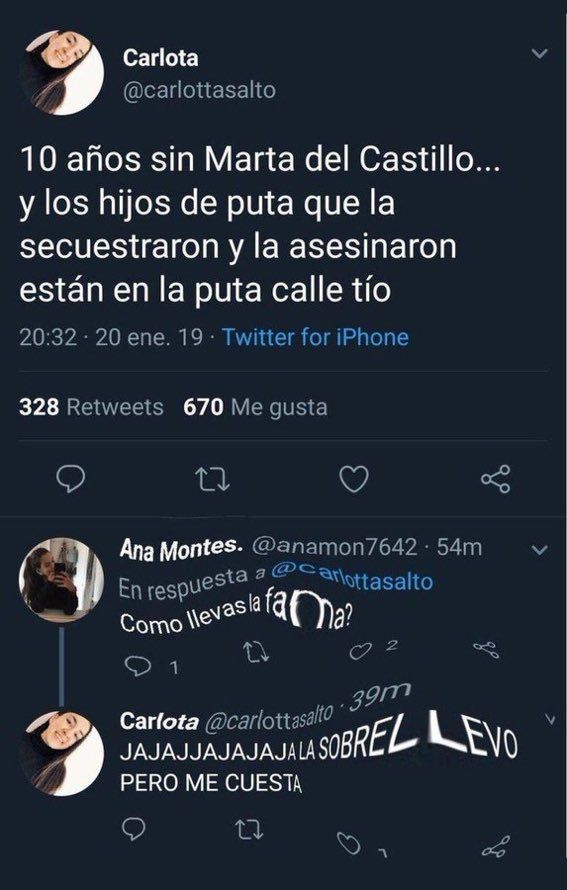 Carlota
@carlottasalto
10 años sin Marta del Castillo...
y los hijos de puta que la
secuestraron y la asesinaron
están en la puta calle tío
20:32 · 20 ene. 19 · Twitter for iPhone
328 Retweets 670 Me gusta
Ana Montes. @anamon7642 · 54m
En respuesta a @carlottasalto
Como llevas la fama?
1 2
Carlota @carlottasalto · 39m
JAJAJJAJAJAJA LA SOBREL LEVO
PERO ME CUESTA
1